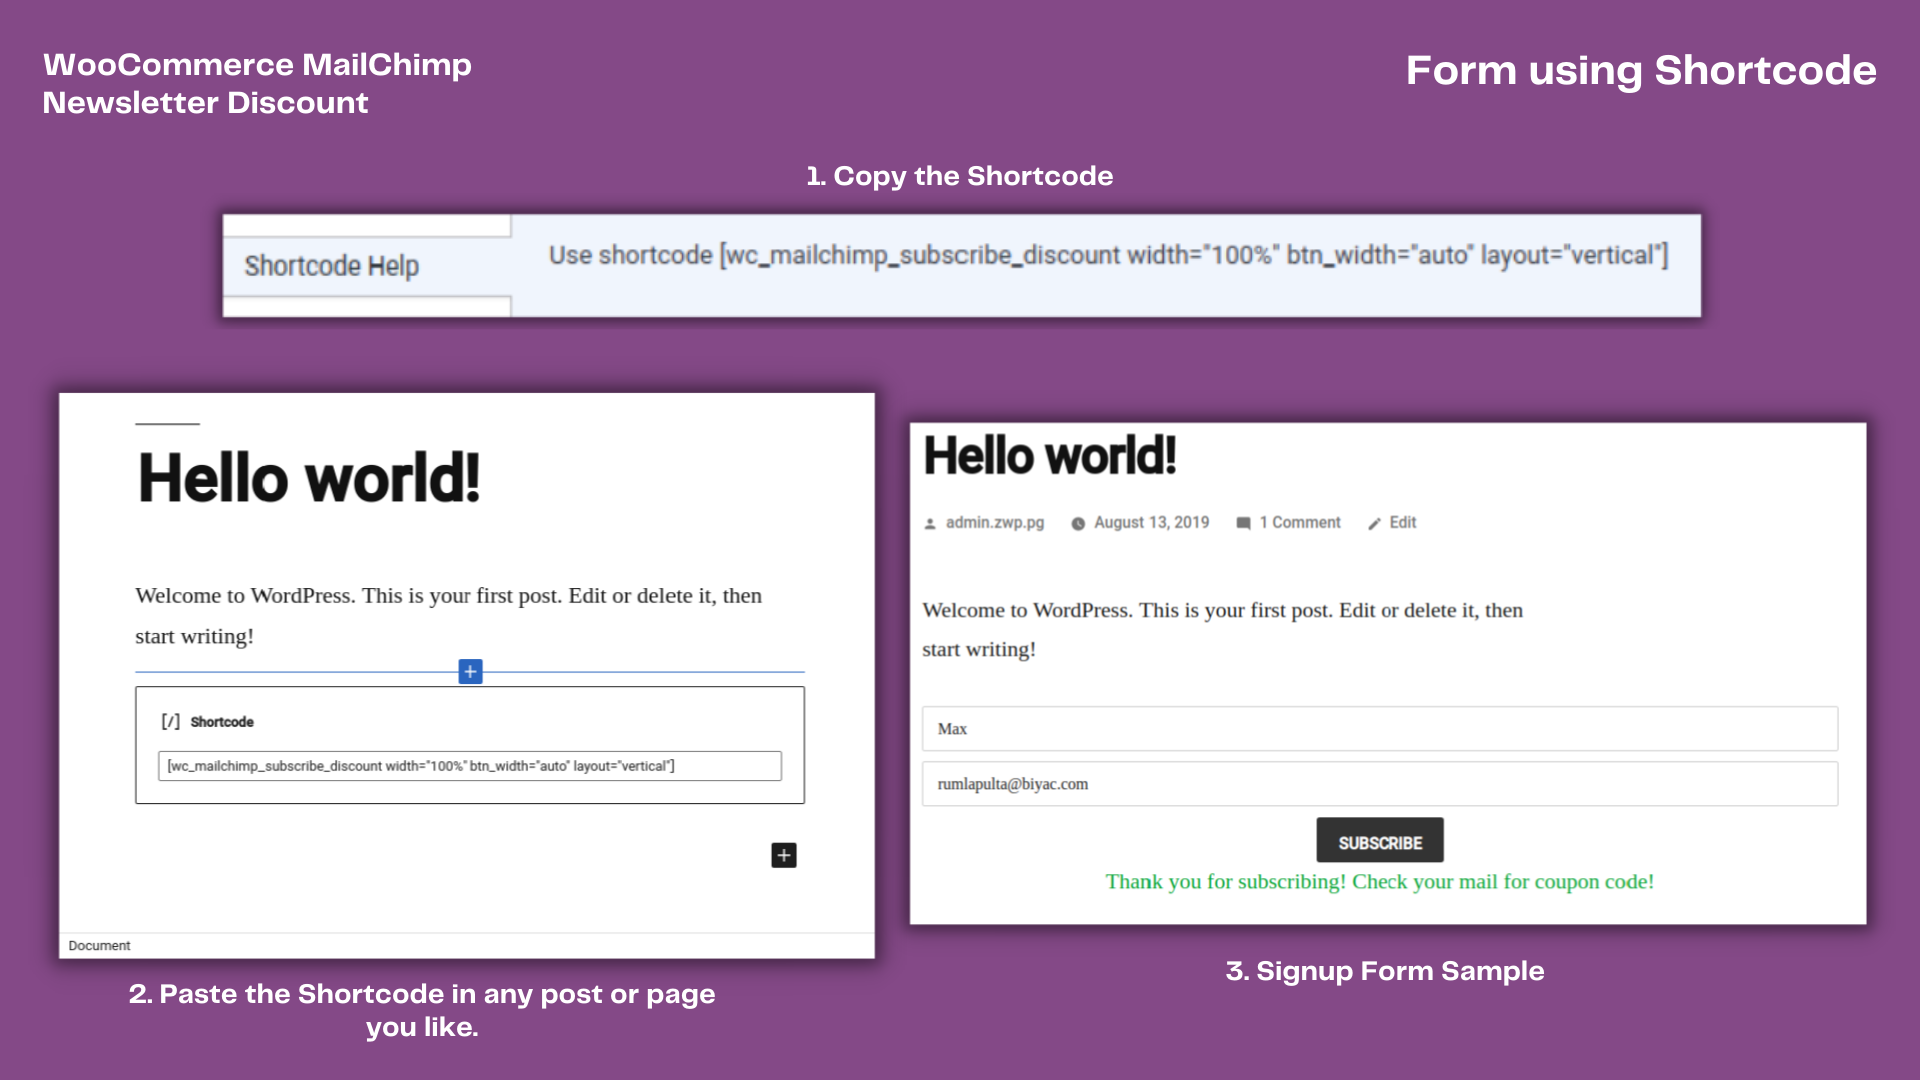 WooCommerce MailChimp
Newsletter Discount
Form using Shortcode
1. Copy the Shortcode
Shortcode Help
Use shortcode [wc_mailchimp_subscribe_discount width="100%" btn_width="auto" layout="vertical"]
Hello world!
Welcome to WordPress. This is your first post. Edit or delete it, then
start writing!
[/] Shortcode
[wc_mailchimp_subscribe_discount width="100%" btn_width="auto" layout="vertical"]
Document
2. Paste the Shortcode in any post or page
you like.
Hello world!
admin.zwp.pg August 13, 2019 1 Comment Edit
Welcome to WordPress. This is your first post. Edit or delete it, then
start writing!
Max
rumlapulta@biyac.com
SUBSCRIBE
Thank you for subscribing! Check your mail for coupon code!
3. Signup Form Sample